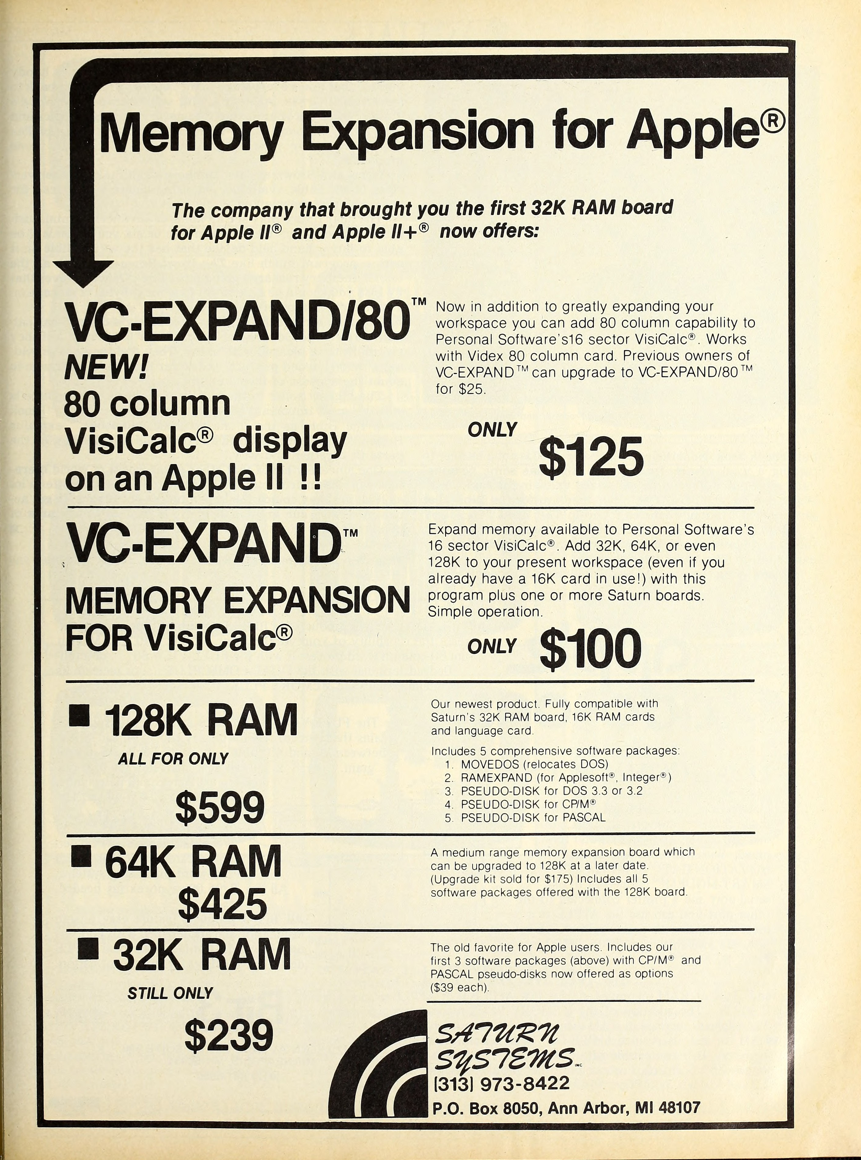 Memory Expansion for Apple®
The company that brought you the first 32K RAM board
for Apple II® and Apple II+® now offers:
VC-EXPAND/80™
NEW!
80 column
VisiCalc® display
on an Apple II !!
Now in addition to greatly expanding your
workspace you can add 80 column capability to
Personal Software's16 sector VisiCalc®. Works
with Videx 80 column card. Previous owners of
VC-EXPAND™ can upgrade to VC-EXPAND/80™
for $25.
ONLY $125
VC-EXPAND™
MEMORY EXPANSION
FOR VisiCalc®
Expand memory available to Personal Software's
16 sector VisiCalc®. Add 32K, 64K, or even
128K to your present workspace (even if you
already have a 16K card in use!) with this
program plus one or more Saturn boards.
Simple operation.
ONLY $100
■ 128K RAM
ALL FOR ONLY
$599
Our newest product. Fully compatible with
Saturn's 32K RAM board, 16K RAM cards
and language card.
Includes 5 comprehensive software packages:
1. MOVEDOS (relocates DOS)
2. RAMEXPAND (for Applesoft®, Integer®)
3. PSEUDO-DISK for DOS 3.3 or 3.2
4. PSEUDO-DISK for CP/M®
5. PSEUDO-DISK for PASCAL
■ 64K RAM
$425
A medium range memory expansion board which
can be upgraded to 128K at a later date.
(Upgrade kit sold for $175) Includes all 5
software packages offered with the 128K board.
■ 32K RAM
STILL ONLY
$239
The old favorite for Apple users. Includes our
first 3 software packages (above) with CP/M® and
PASCAL pseudo-disks now offered as options
($39 each).
SATURN
SYSTEMS INC
(313) 973-8422
P.O. Box 8050, Ann Arbor, MI 48107